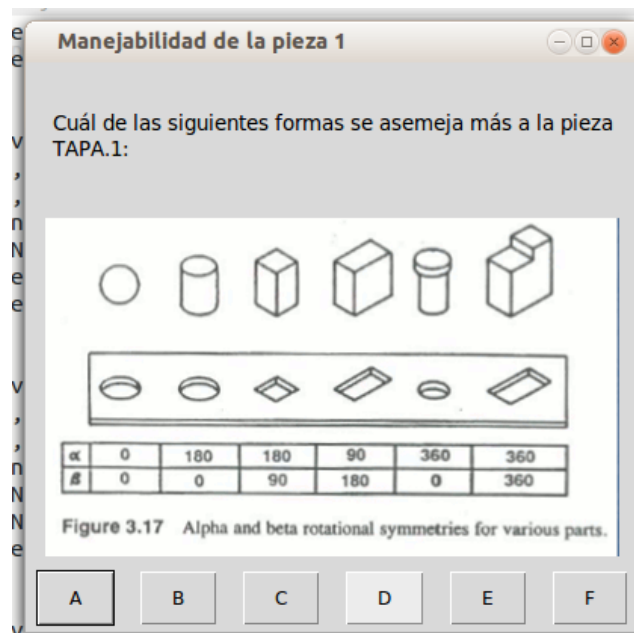 Manejabilidad de la pieza 1
Cuál de las siguientes formas se asemeja más a la pieza
TAPA.1:
α 0 180 180 90 360 360
ß 0 0 90 180 0 360
Figure 3.17 Alpha and beta rotational symmetries for various parts.
A B C D E F